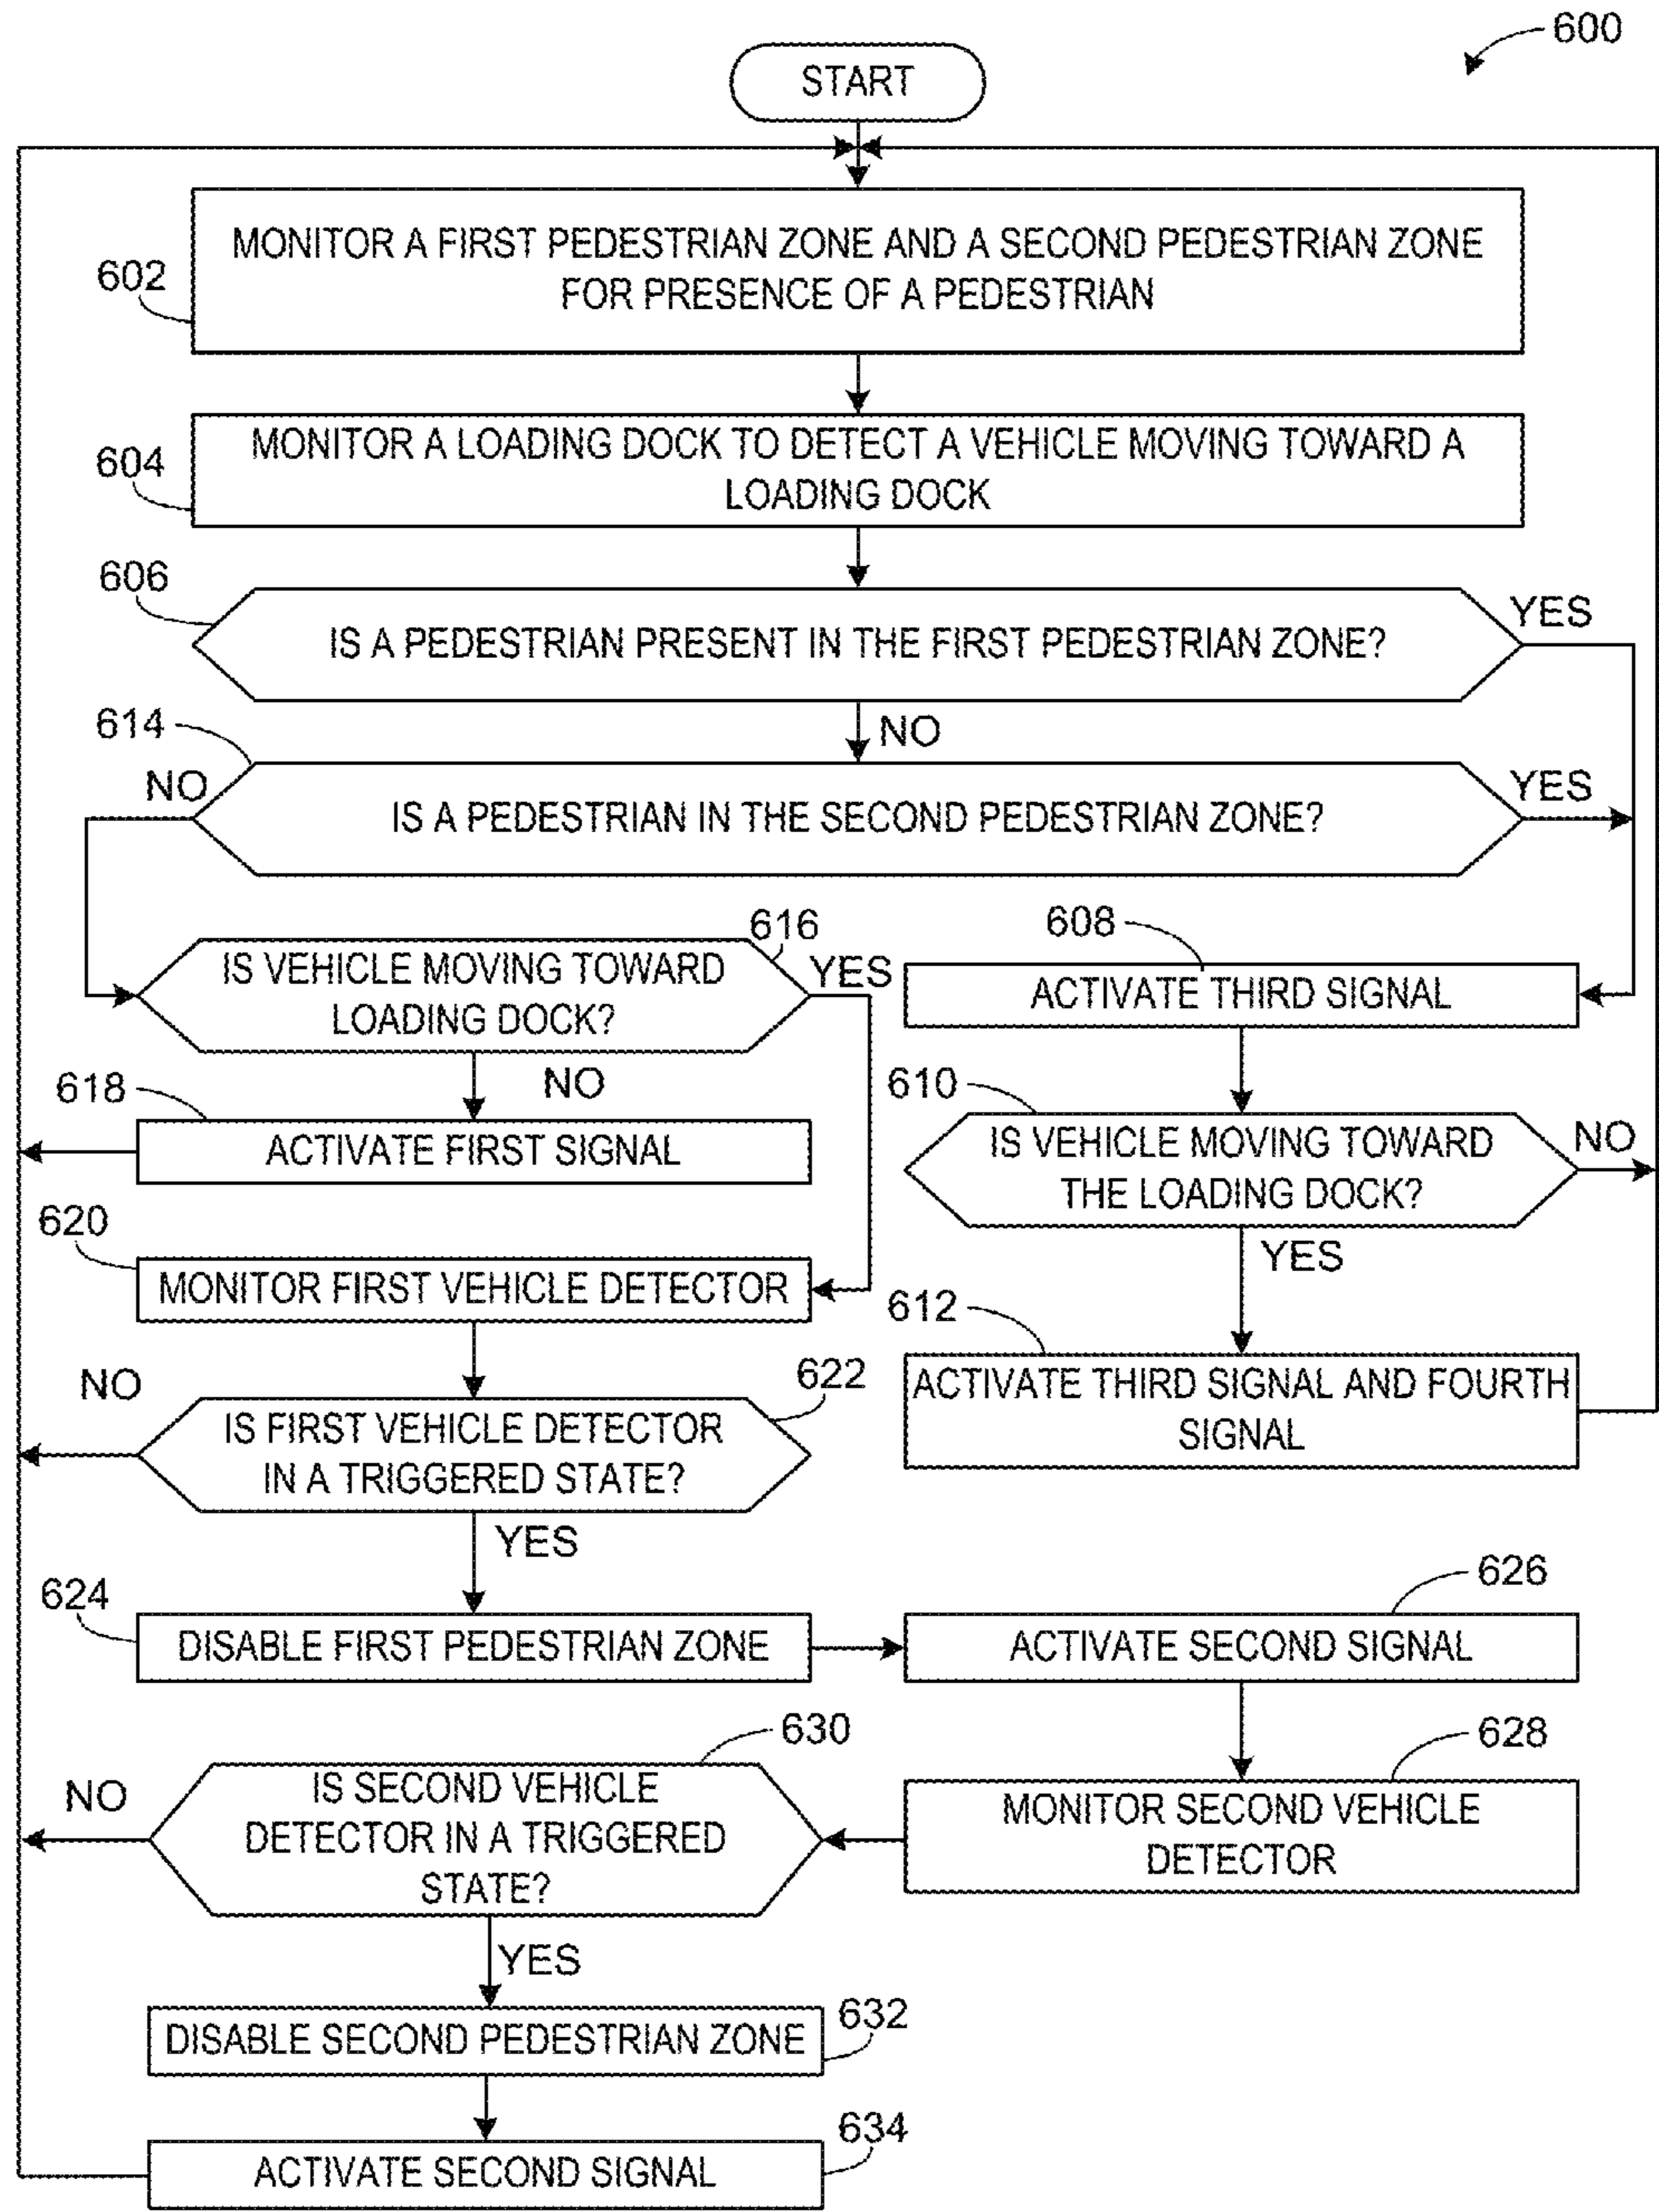 600
START
MONITOR A FIRST PEDESTRIAN ZONE AND A SECOND PEDESTRIAN ZONE
FOR PRESENCE OF A PEDESTRIAN
602
MONITOR A LOADING DOCK TO DETECT A VEHICLE MOVING TOWARD A
LOADING DOCK
604
606
IS A PEDESTRIAN PRESENT IN THE FIRST PEDESTRIAN ZONE?
YES
NO
614
NO
IS A PEDESTRIAN IN THE SECOND PEDESTRIAN ZONE?
YES
616
IS VEHICLE MOVING TOWARD
LOADING DOCK?
YES
NO
608
ACTIVATE THIRD SIGNAL
618
ACTIVATE FIRST SIGNAL
610
IS VEHICLE MOVING TOWARD
THE LOADING DOCK?
NO
YES
620
MONITOR FIRST VEHICLE DETECTOR
612
ACTIVATE THIRD SIGNAL AND FOURTH
SIGNAL
NO
622
IS FIRST VEHICLE DETECTOR
IN A TRIGGERED STATE?
YES
624
DISABLE FIRST PEDESTRIAN ZONE
626
ACTIVATE SECOND SIGNAL
628
MONITOR SECOND VEHICLE
DETECTOR
630
NO
IS SECOND VEHICLE
DETECTOR IN A TRIGGERED
STATE?
YES
DISABLE SECOND PEDESTRIAN ZONE
632
ACTIVATE SECOND SIGNAL
634